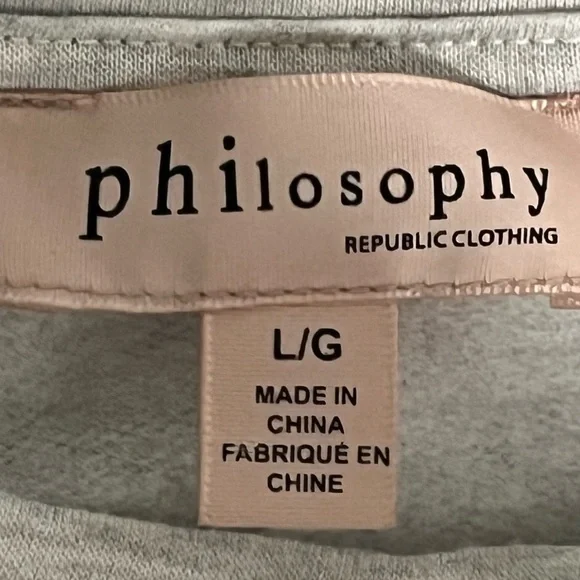 philosophy
REPUBLIC CLOTHING
L/G
MADE IN
CHINA
FABRIQUÉ EN
CHINE